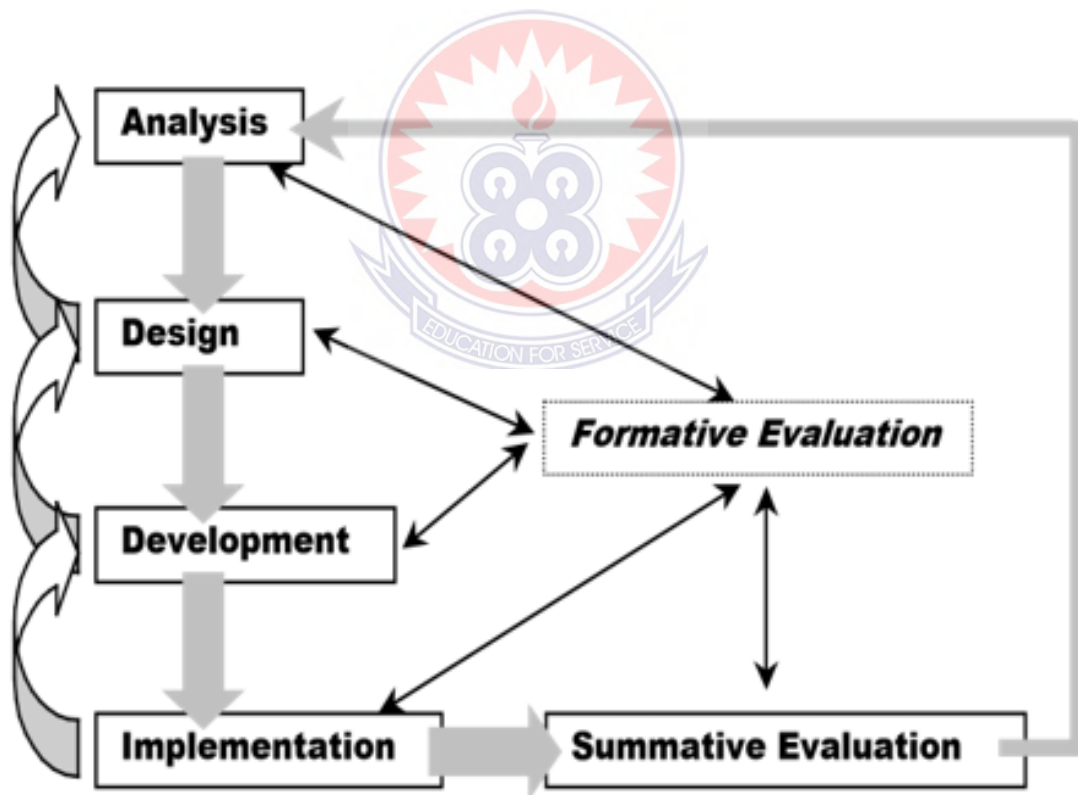 Analysis
Design
EDUCATION FOR SERVICE
Formative Evaluation
Development
Implementation
Summative Evaluation